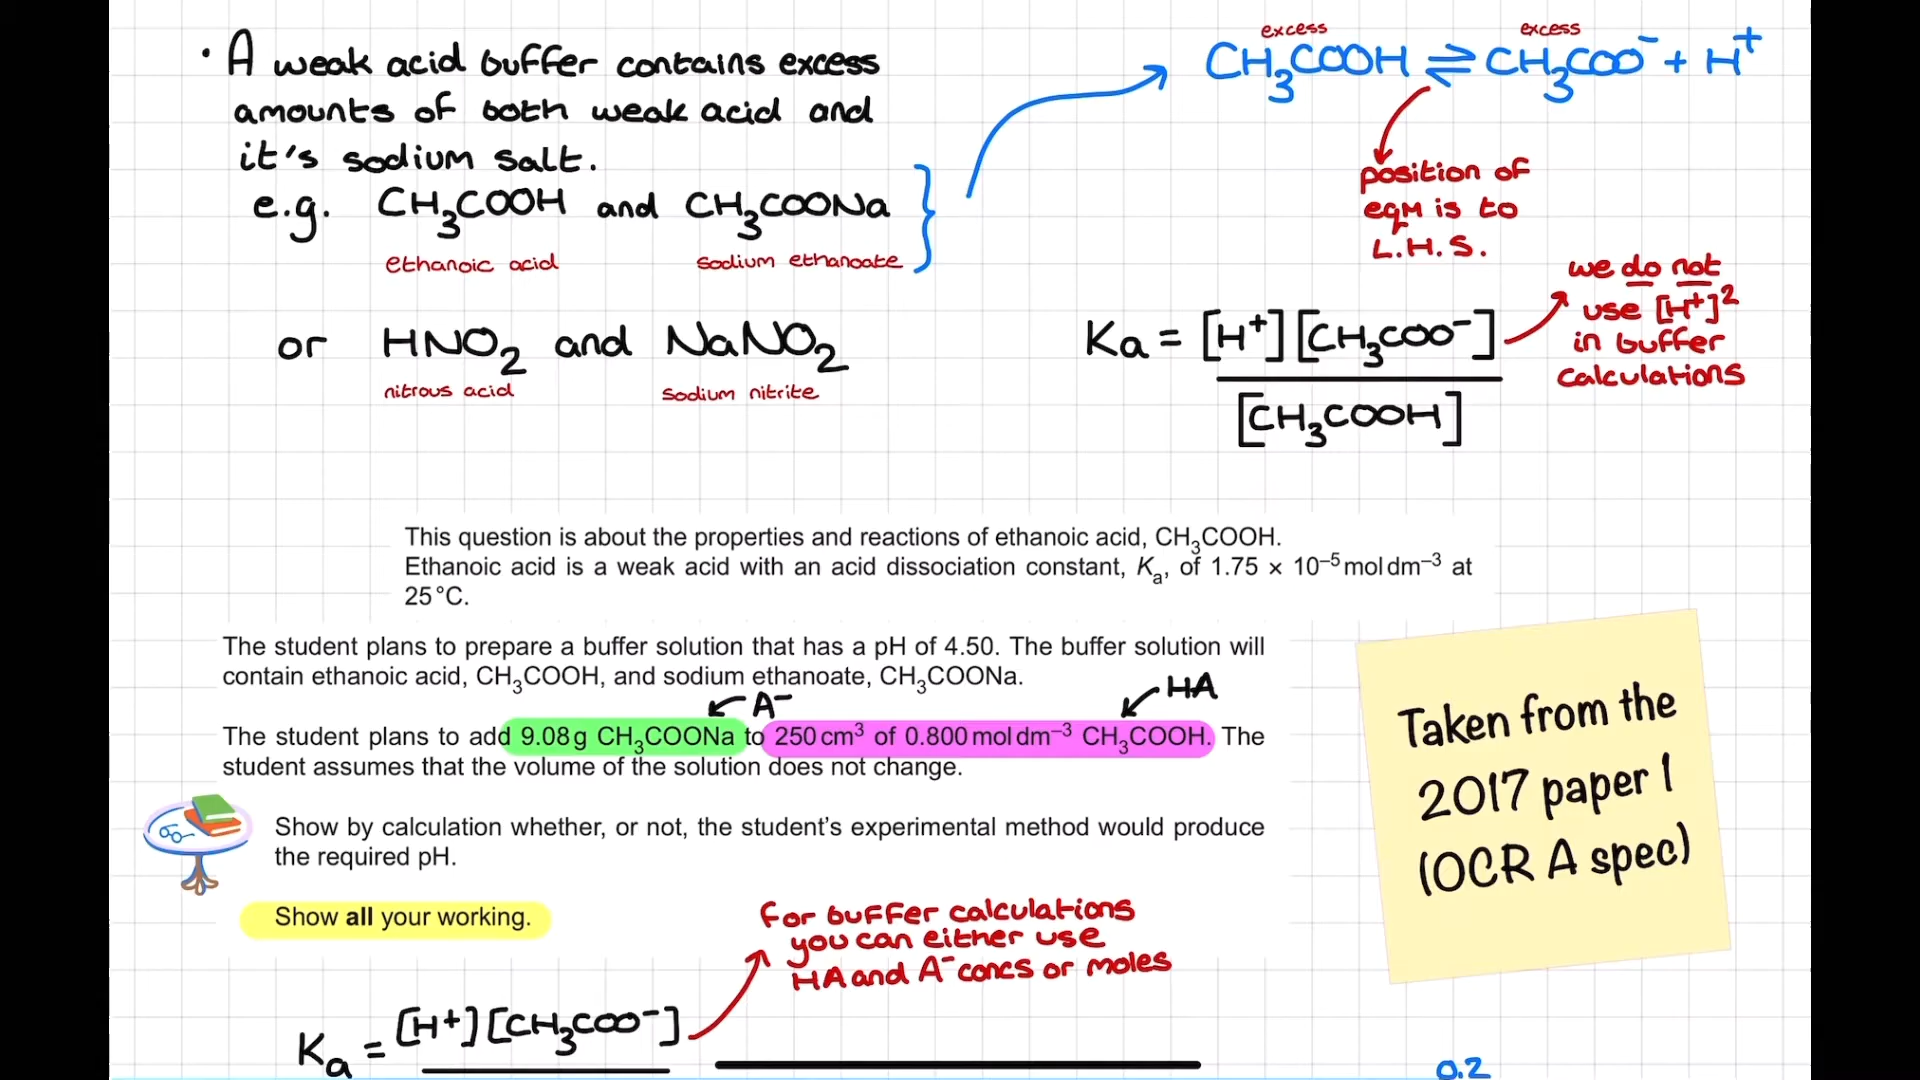 · A weak acid buffer contains excess
amounts of both weak acid and
it's sodium salt.
e.g. CH₃COOH and CH₃COONa
ethanoic acid sodium ethanoate
or HNO₂ and NaNO₂
nitrous acid sodium nitrite
excess excess
CH₃COOH ⇌ CH₃COO⁻ + H⁺
position of
eqm is to
L.H.S.
we do not
use [H⁺]²
in buffer
calculations
Ka = [H⁺][CH₃COO⁻]
[CH₃COOH]
This question is about the properties and reactions of ethanoic acid, CH₃COOH.
Ethanoic acid is a weak acid with an acid dissociation constant, Kₐ, of 1.75 × 10⁻⁵ mol dm⁻³ at
25 °C.
The student plans to prepare a buffer solution that has a pH of 4.50. The buffer solution will
contain ethanoic acid, CH₃COOH, and sodium ethanoate, CH₃COONa.
A⁻ HA
The student plans to add 9.08 g CH₃COONa to 250 cm³ of 0.800 mol dm⁻³ CH₃COOH. The
student assumes that the volume of the solution does not change.
Show by calculation whether, or not, the student's experimental method would produce
the required pH.
Show all your working.
Taken from the
2017 paper 1
(OCR A spec)
for buffer calculations
you can either use
HA and A⁻ concs or moles
Kₐ = [H⁺][CH₃COO⁻]
0.2